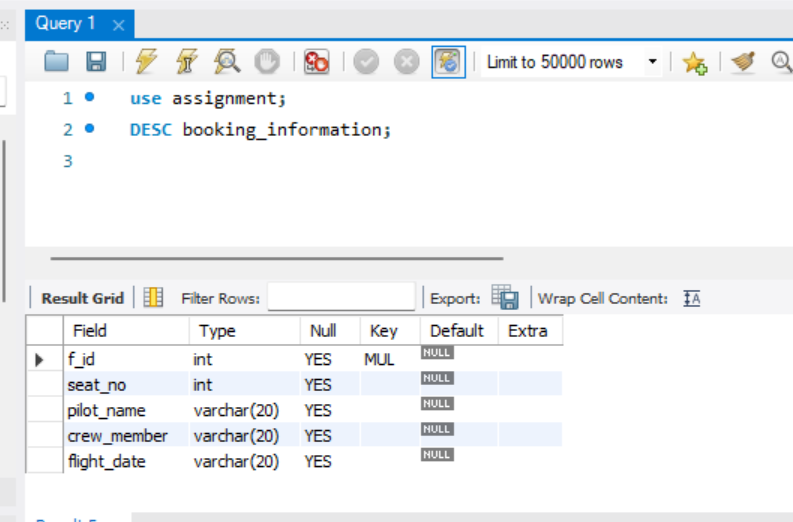 Query 1 ×
Limit to 50000 rows
1 use assignment;
2 DESC booking_information;
3
Result Grid Filter Rows: Export: Wrap Cell Content: IA
Field Type Null Key Default Extra
f_id int YES MUL NULL
seat_no int YES NULL
pilot_name varchar(20) YES NULL
crew_member varchar(20) YES NULL
flight_date varchar(20) YES NULL